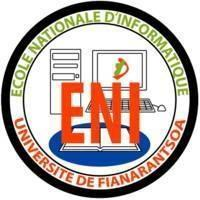 ECOLE NATIONALE D'INFORMATIQUE
ENI
UNIVERSITE DE FIANARANTSOA